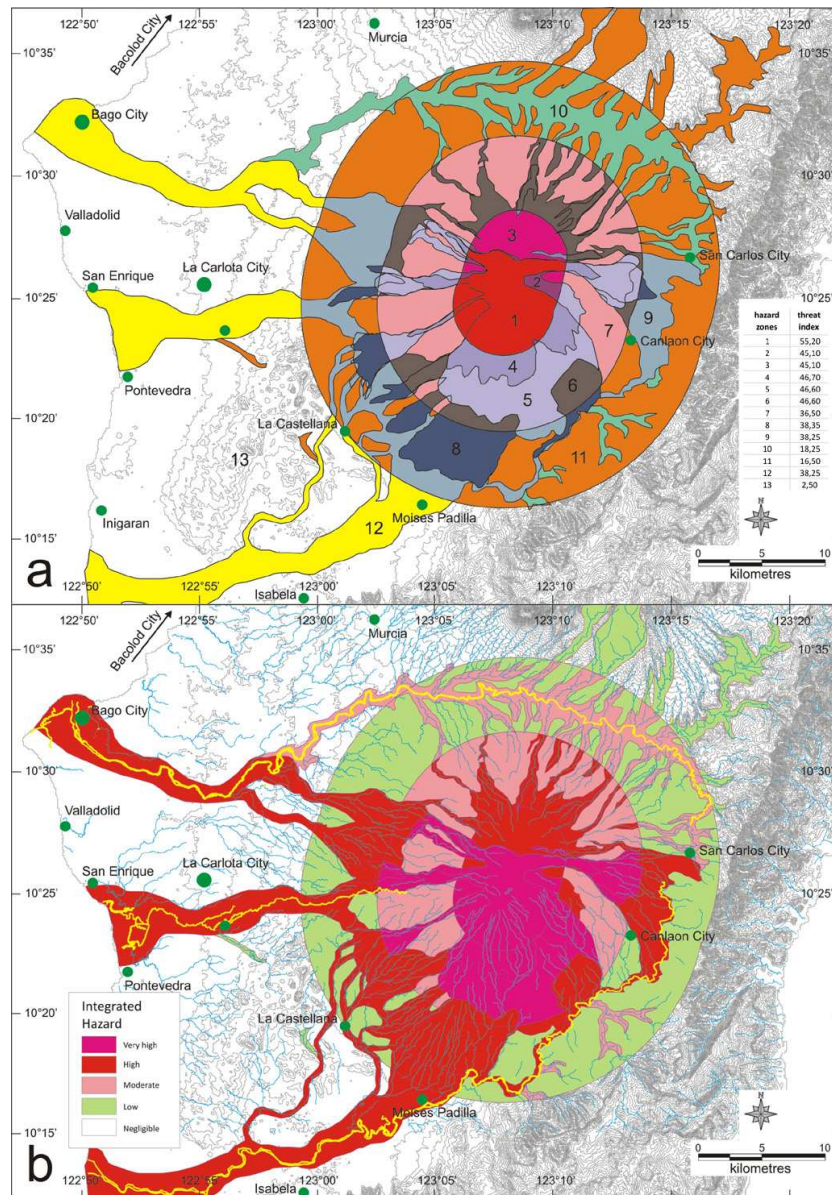 122°50'
122°55'
123°00'
123°05'
123°10'
123°15'
123°20'
Bacolod City
Murcia
10°35'
10°35'
Bago City
10
10°30'
10°30'
Valladolid
3
San Carlos City
La Carlota City
San Enrique
2
10°25'
10°25'
1
7
9
Canlaon City
hazard zones
threat index
1 55,20
2 45,10
3 45,10
4 46,70
5 46,60
6 46,60
7 36,50
8 38,35
9 38,25
10 18,25
11 16,50
12 38,25
13 2,50
4
Pontevedra
6
5
10°20'
La Castellana
13
8
11
Inigaran
12
Moises Padilla
N
10°15'
10°15'
0 5 10
kilometres
a
Isabela
122°50'
122°55'
123°00'
123°05'
123°10'
123°15'
123°20'
Bacolod City
Murcia
10°35'
10°35'
Bago City
10°30'
10°30'
Valladolid
San Carlos City
La Carlota City
San Enrique
10°25'
10°25'
Canlaon City
Pontevedra
10°20'
10°20'
Integrated
Hazard
Very high
High
Moderate
Low
Negligible
La Castellana
Moises Padilla
N
10°15'
10°15'
0 5 10
kilometres
b
Isabela